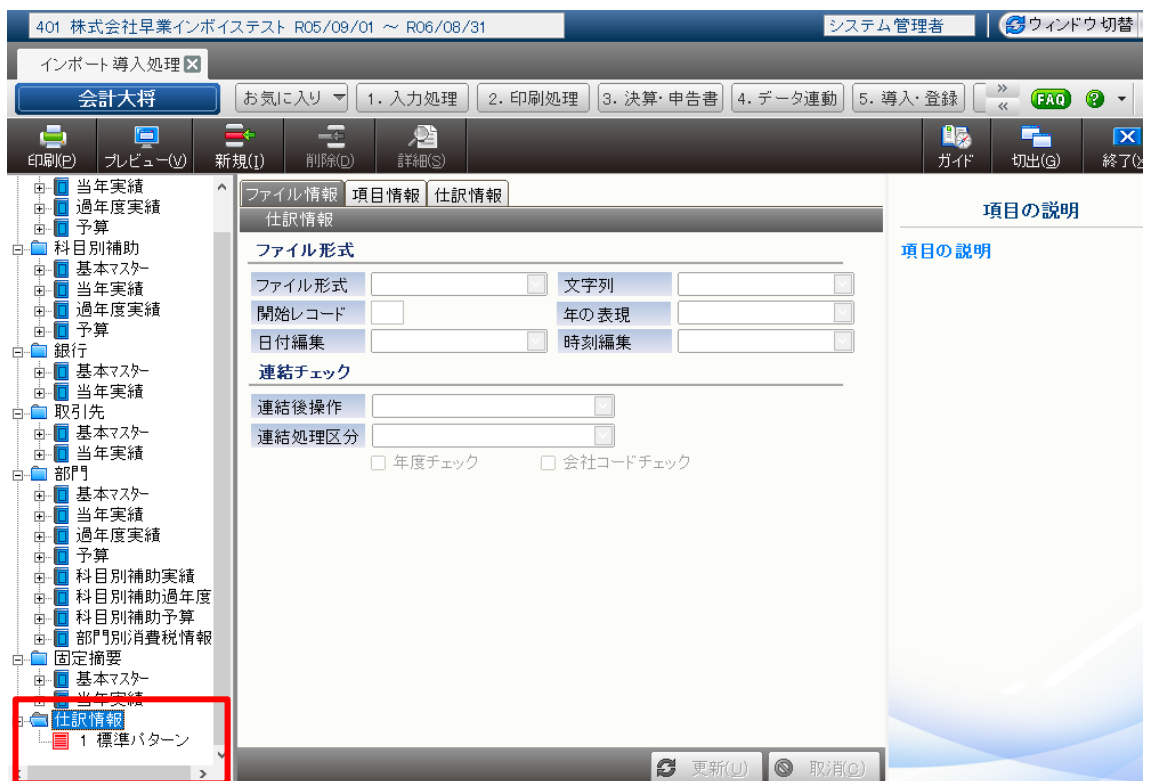 401 株式会社早業インボイステスト R05/09/01 ～ R06/08/31
システム管理者
ウィンドウ切替
インポート導入処理
会計大将
お気に入り
1. 入力処理
2. 印刷処理
3. 決算・申告書
4. データ連動
5. 導入・登録
FAQ
印刷(P)
プレビュー(V)
新規(I)
削除(D)
詳細(S)
ガイド
切出(G)
終了(
当年実績
過年度実績
予算
科目別補助
基本マスター
当年実績
過年度実績
予算
銀行
基本マスター
当年実績
取引先
基本マスター
当年実績
部門
基本マスター
当年実績
過年度実績
予算
科目別補助実績
科目別補助過年度
科目別補助予算
部門別消費税情報
固定摘要
基本マスター
当年実績
仕訳情報
1 標準パターン
ファイル情報
項目情報
仕訳情報
仕訳情報
ファイル形式
ファイル形式
文字列
開始レコード
年の表現
日付編集
時刻編集
連結チェック
連結後操作
連結処理区分
年度チェック
会社コードチェック
更新(U)
取消(C)
項目の説明
項目の説明